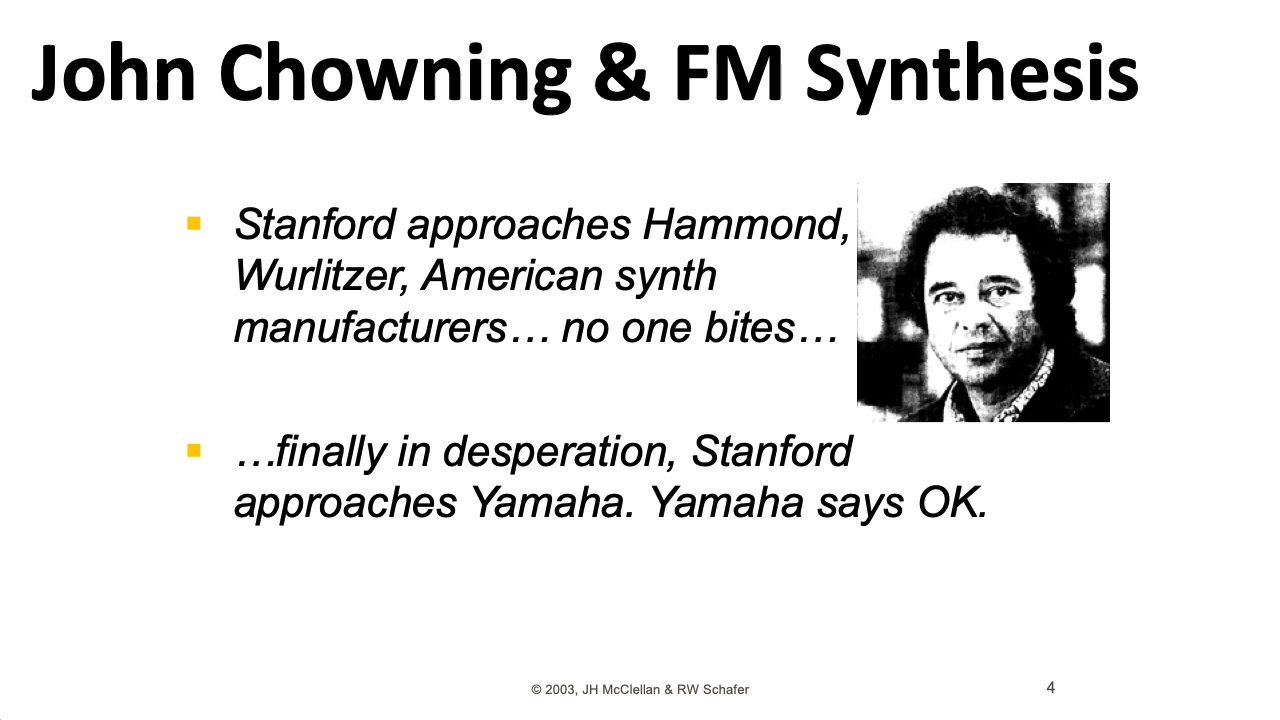 John Chowning & FM Synthesis
Stanford approaches Hammond,
Wurlitzer, American synth
manufacturers… no one bites…
…finally in desperation, Stanford
approaches Yamaha. Yamaha says OK.
© 2003, JH McClellan & RW Schafer
4